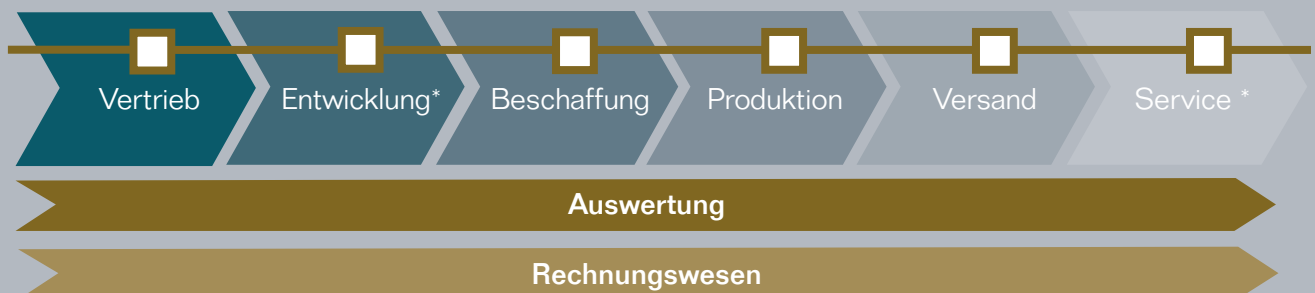 Vertrieb Entwicklung* Beschaffung Produktion Versand Service *
Auswertung
Rechnungswesen